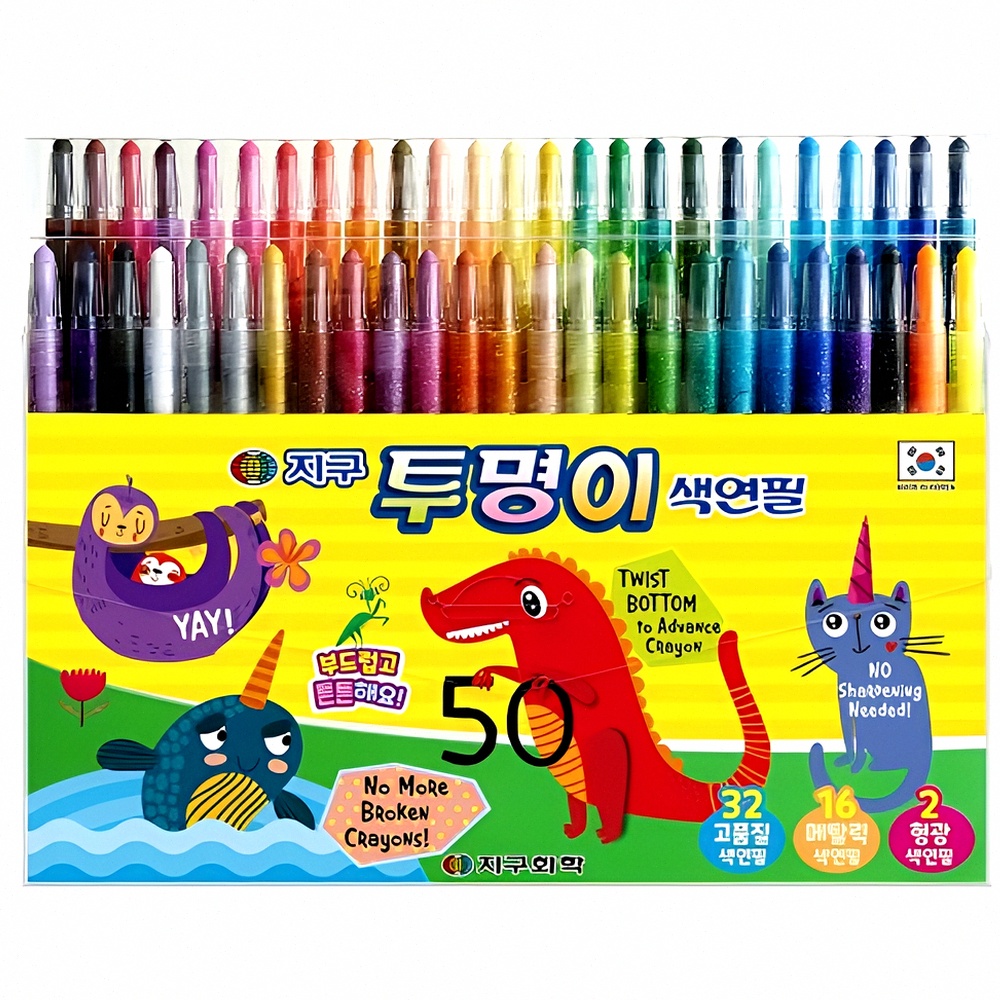 지구 투명이 색연필
YAY!
TWIST
BOTTOM
to Advance
Crayon
부드럽고
튼튼해요!
NO
Sharpening
Needed!
50
No More
Broken
Crayons!
32
고품질
색연필
16
메탈릭
색연필
2
형광
색연필
지구화학